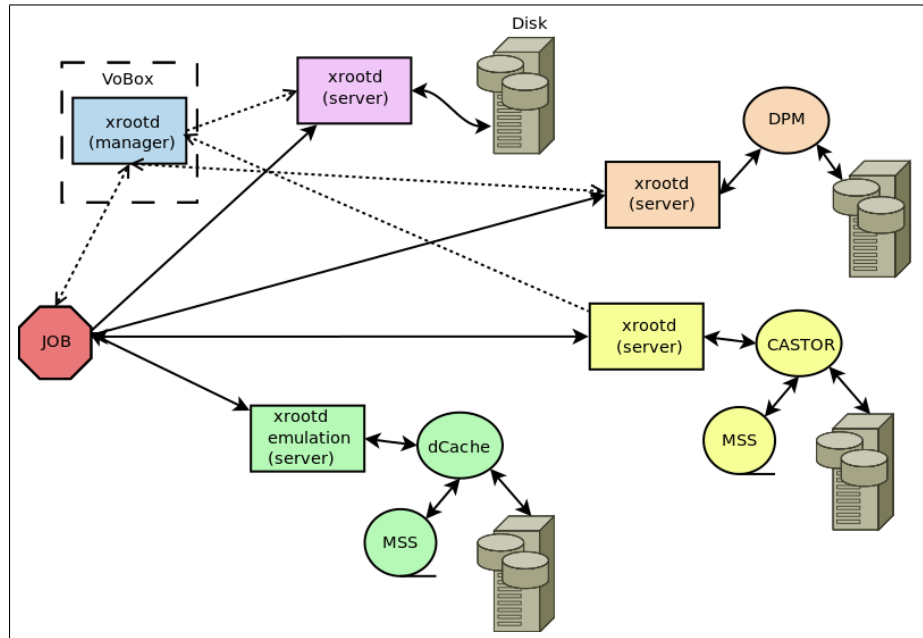 Disk
VoBox
xrootd
(manager)
xrootd
(server)
DPM
xrootd
(server)
JOB
xrootd
(server)
CASTOR
MSS
xrootd
emulation
(server)
dCache
MSS